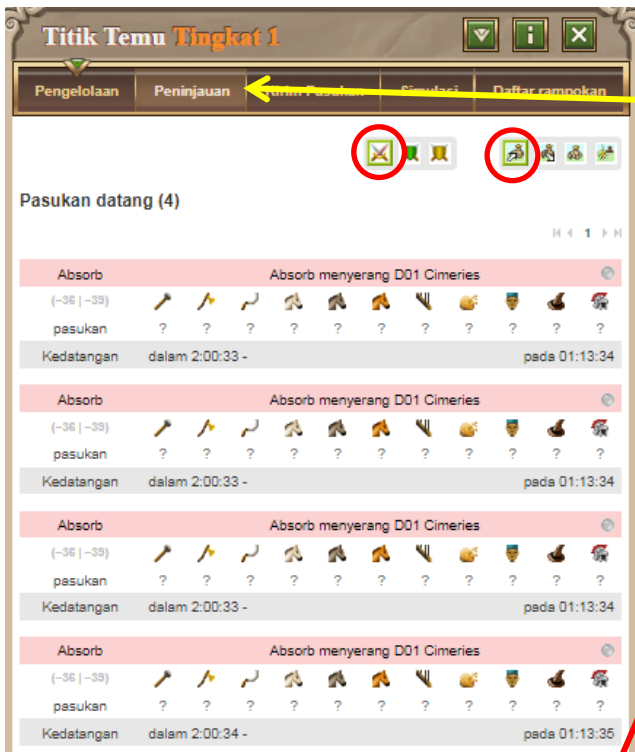 Titik Temu Tingkat 1
Pengelolaan Peninjauan Kirim Pasukan Simulasi Daftar rampokan
Pasukan datang (4)
1
Absorb Absorb menyerang D01 Cimeries
(−36 | −39)
pasukan ? ? ? ? ? ? ? ? ? ? ?
Kedatangan dalam 2:00:33 - pada 01:13:34
Absorb Absorb menyerang D01 Cimeries
(−36 | −39)
pasukan ? ? ? ? ? ? ? ? ? ? ?
Kedatangan dalam 2:00:33 - pada 01:13:34
Absorb Absorb menyerang D01 Cimeries
(−36 | −39)
pasukan ? ? ? ? ? ? ? ? ? ? ?
Kedatangan dalam 2:00:33 - pada 01:13:34
Absorb Absorb menyerang D01 Cimeries
(−36 | −39)
pasukan ? ? ? ? ? ? ? ? ? ? ?
Kedatangan dalam 2:00:34 - pada 01:13:35